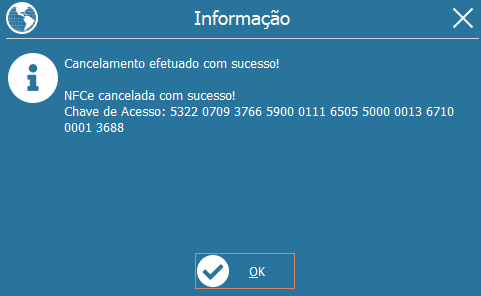 Informação
Cancelamento efetuado com sucesso!
NFCe cancelada com sucesso!
Chave de Acesso: 5322 0709 3766 5900 0111 6505 5000 0013 6710
0001 3688
OK